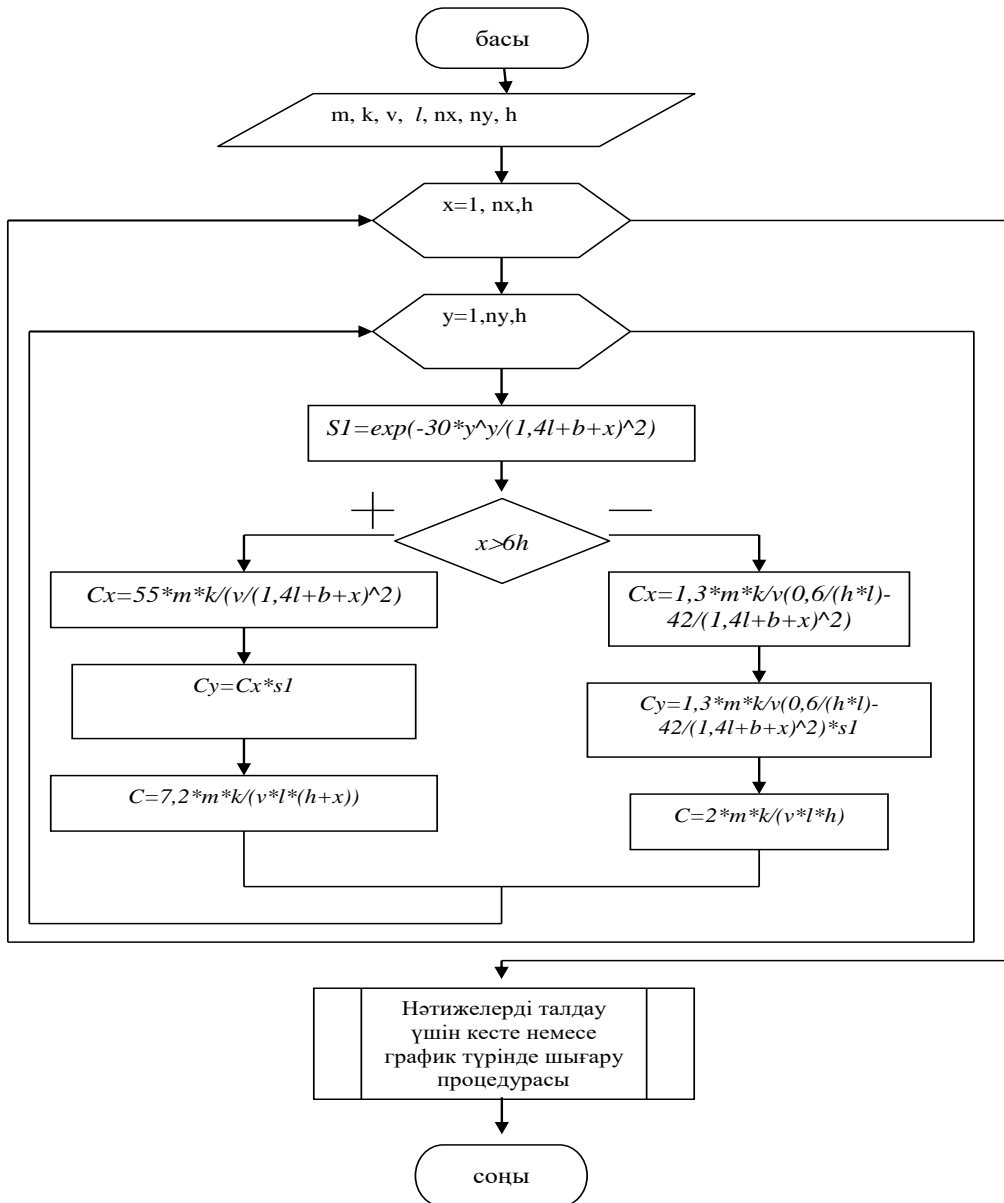 басы
m, k, v, l, nx, ny, h
x=1, nx,h
y=1,ny,h
S1=exp(-30*y^y/(1,4l+b+x)^2)
+
—
x>6h
Cx=55*m*k/(v/(1,4l+b+x)^2)
Cy=Cx*s1
C=7,2*m*k/(v*l*(h+x))
Cx=1,3*m*k/v(0,6/(h*l)-
42/(1,4l+b+x)^2)
Cy=1,3*m*k/v(0,6/(h*l)-
42/(1,4l+b+x)^2)*s1
C=2*m*k/(v*l*h)
Нәтижелерді талдау
үшін кесте немесе
график түрінде шығару
процедурасы
соңы